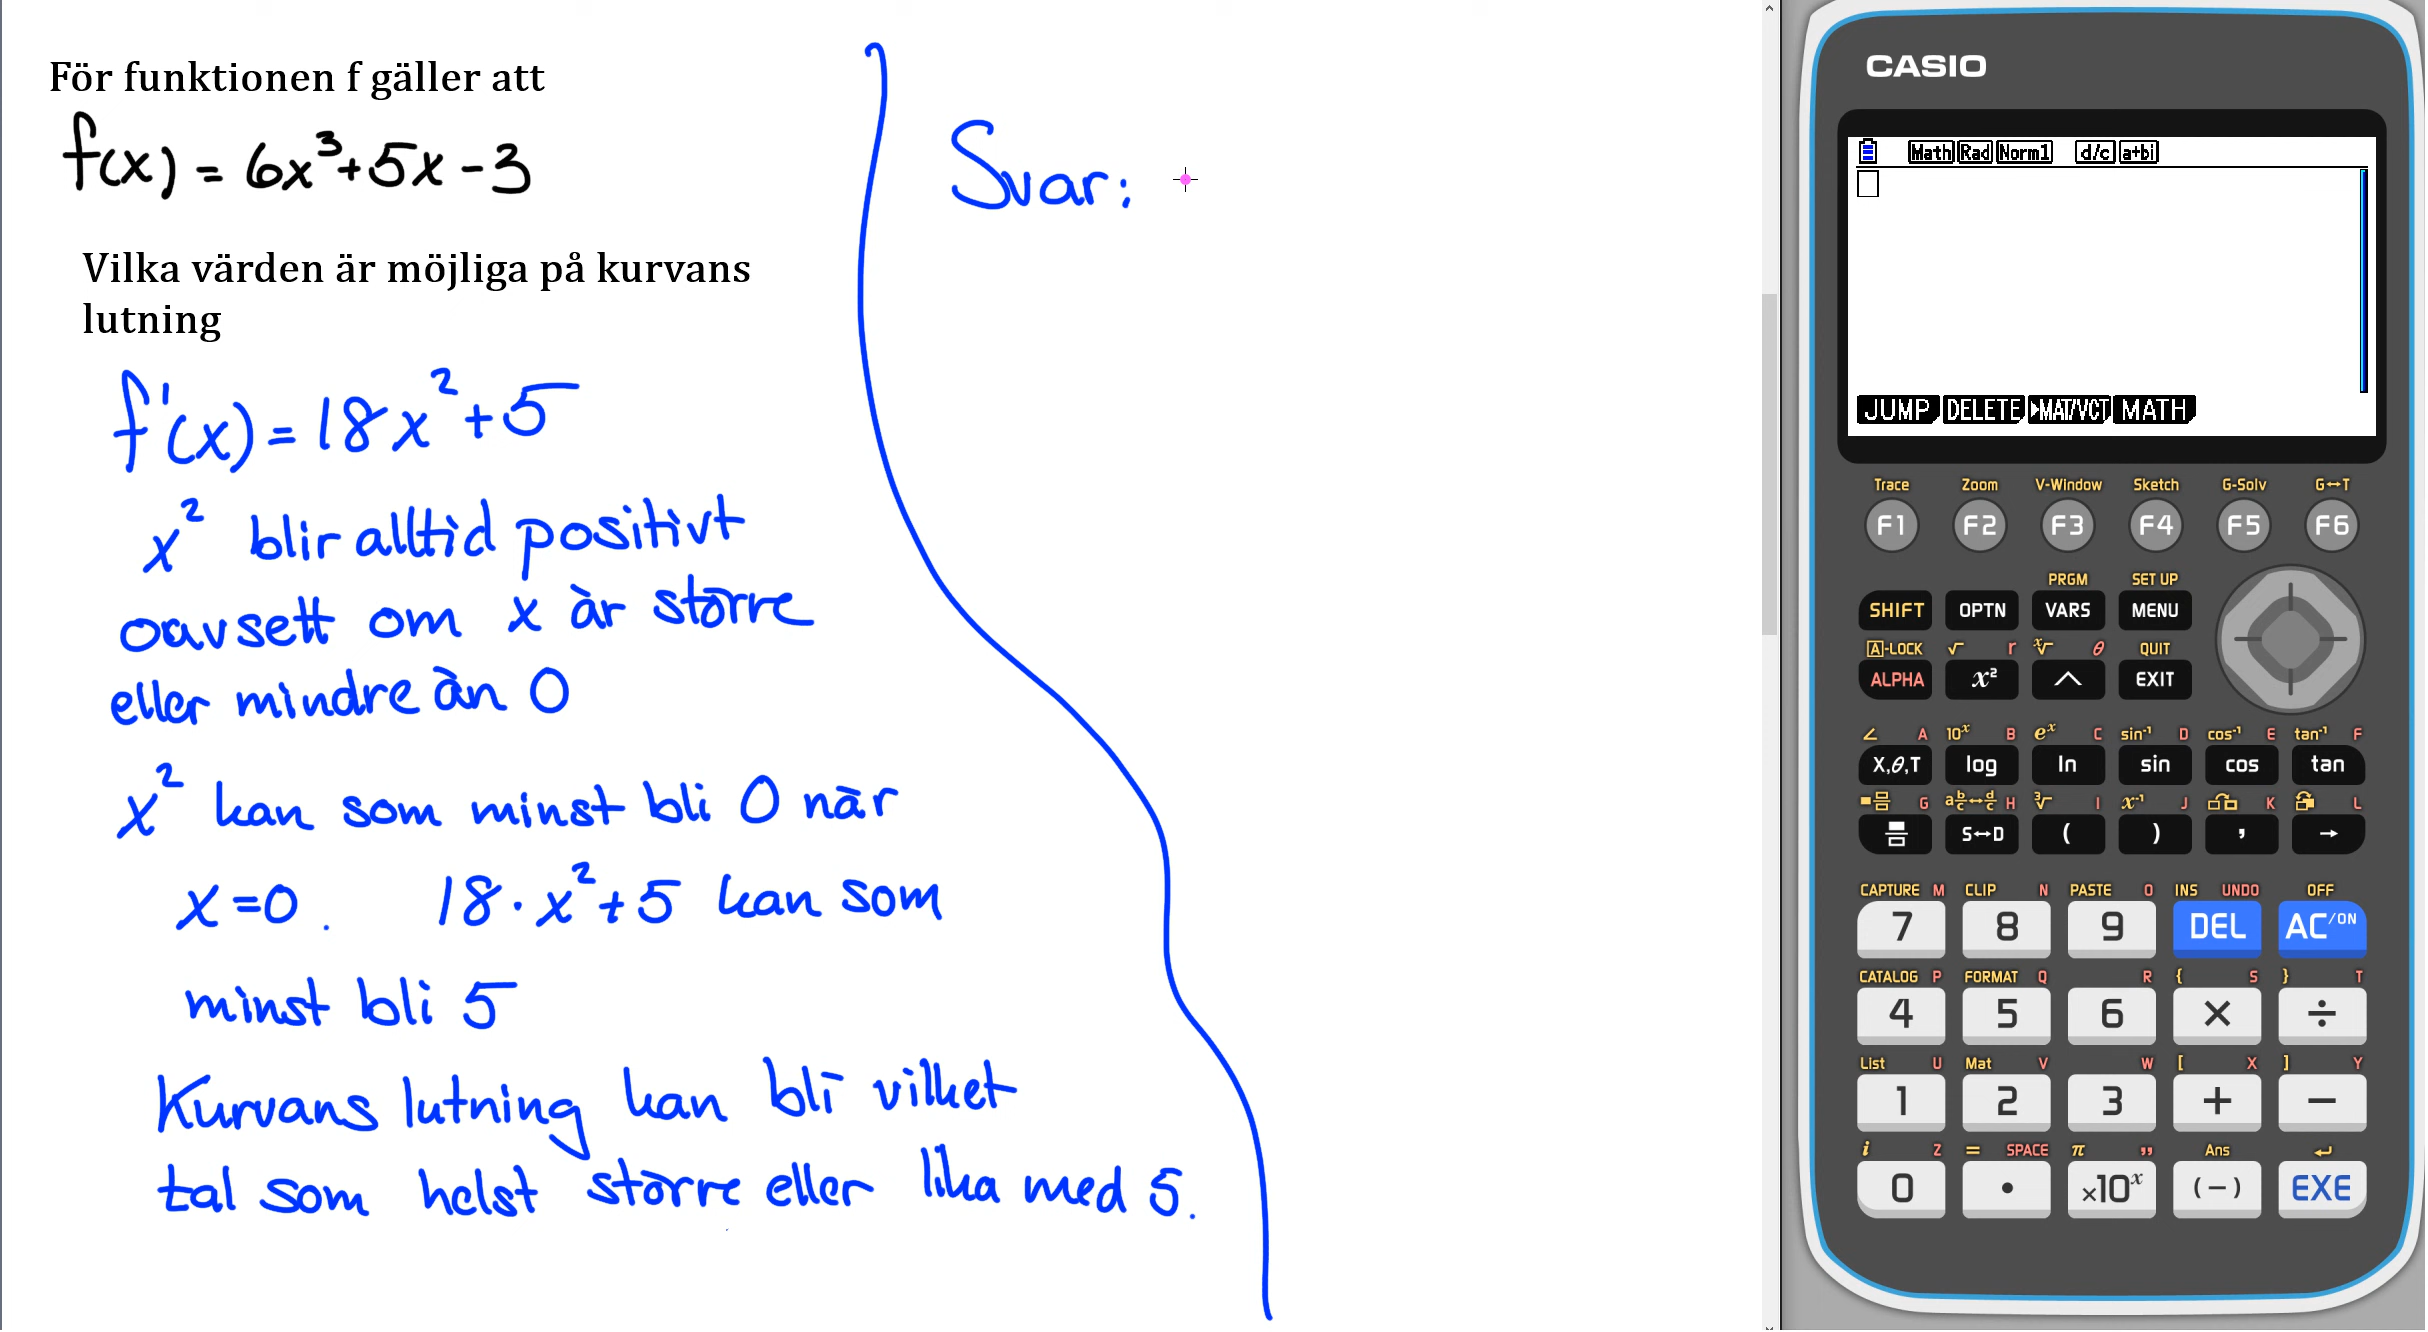 För funktionen f gäller att
f(x) = 6x³+5x-3
Vilka värden är möjliga på kurvans
lutning
f'(x) = 18x²+5
x² blir alltid positivt
oavsett om x är större
eller mindre än 0
x² kan som minst bli 0 när
x=0. 18·x²+5 kan som
minst bli 5
Kurvans lutning kan bli vilket
tal som helst större eller lika med 5.
Svar:
CASIO
Math Rad Norm1 d/c a+bi
JUMP DELETE ▶MAT/VCT MATH
Trace Zoom V-Window Sketch G-Solv G↔T
F1 F2 F3 F4 F5 F6
PRGM SET UP
SHIFT OPTN VARS MENU
A-LOCK √ r ˣ√ θ QUIT
ALPHA x² ^ EXIT
∠ A 10ˣ B eˣ C sin⁻¹ D cos⁻¹ E tan⁻¹ F
X,θ,T log ln sin cos tan
G a b/c↔d/c H ³√ I x⁻¹ J K L
S↔D ( ) , →
CAPTURE M CLIP N PASTE O INS UNDO OFF
7 8 9 DEL AC/ON
CATALOG P FORMAT Q R { S } T
4 5 6 × ÷
List U Mat V W [ X ] Y
1 2 3 + −
i Z = SPACE π " Ans ↵
0 • ×10ˣ (−) EXE